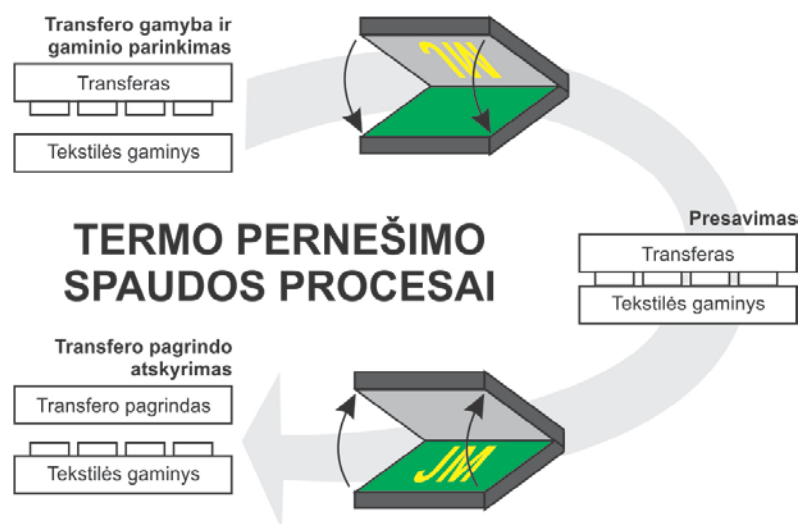 Transfero gamyba ir
gaminio parinkimas
Transferas
Tekstilės gaminys
JM
TERMO PERNEŠIMO
SPAUDOS PROCESAI
Presavimas
Transferas
Tekstilės gaminys
Transfero pagrindo
atskyrimas
Transfero pagrindas
Tekstilės gaminys
JM